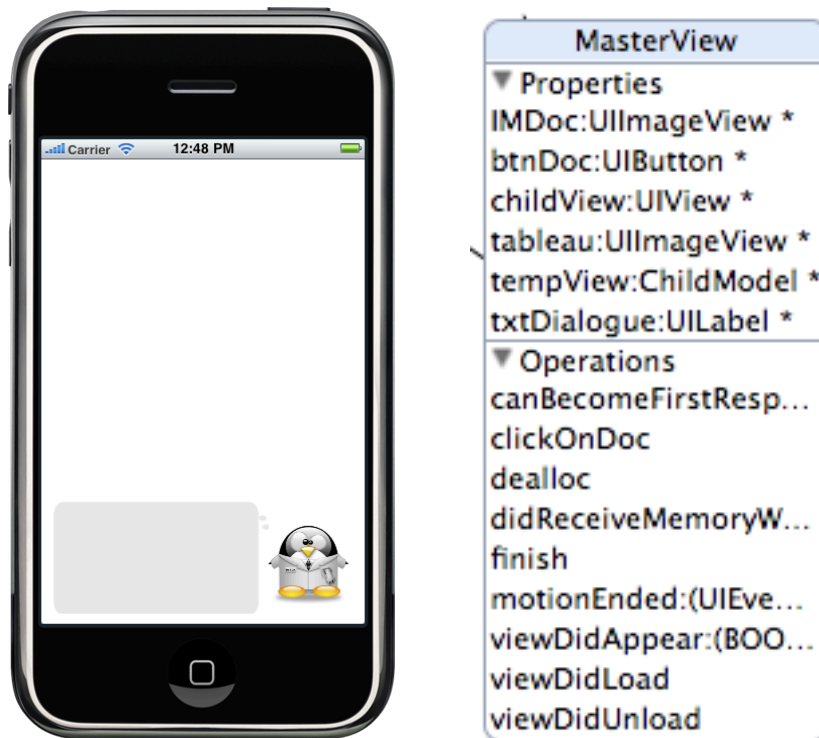 Carrier 12:48 PM
MasterView
Properties
IMDoc:UIImageView *
btnDoc:UIButton *
childView:UIView *
tableau:UIImageView *
tempView:ChildModel *
txtDialogue:UILabel *
Operations
canBecomeFirstResp...
clickOnDoc
dealloc
didReceiveMemoryW...
finish
motionEnded:(UIEve...
viewDidAppear:(BOO...
viewDidLoad
viewDidUnload